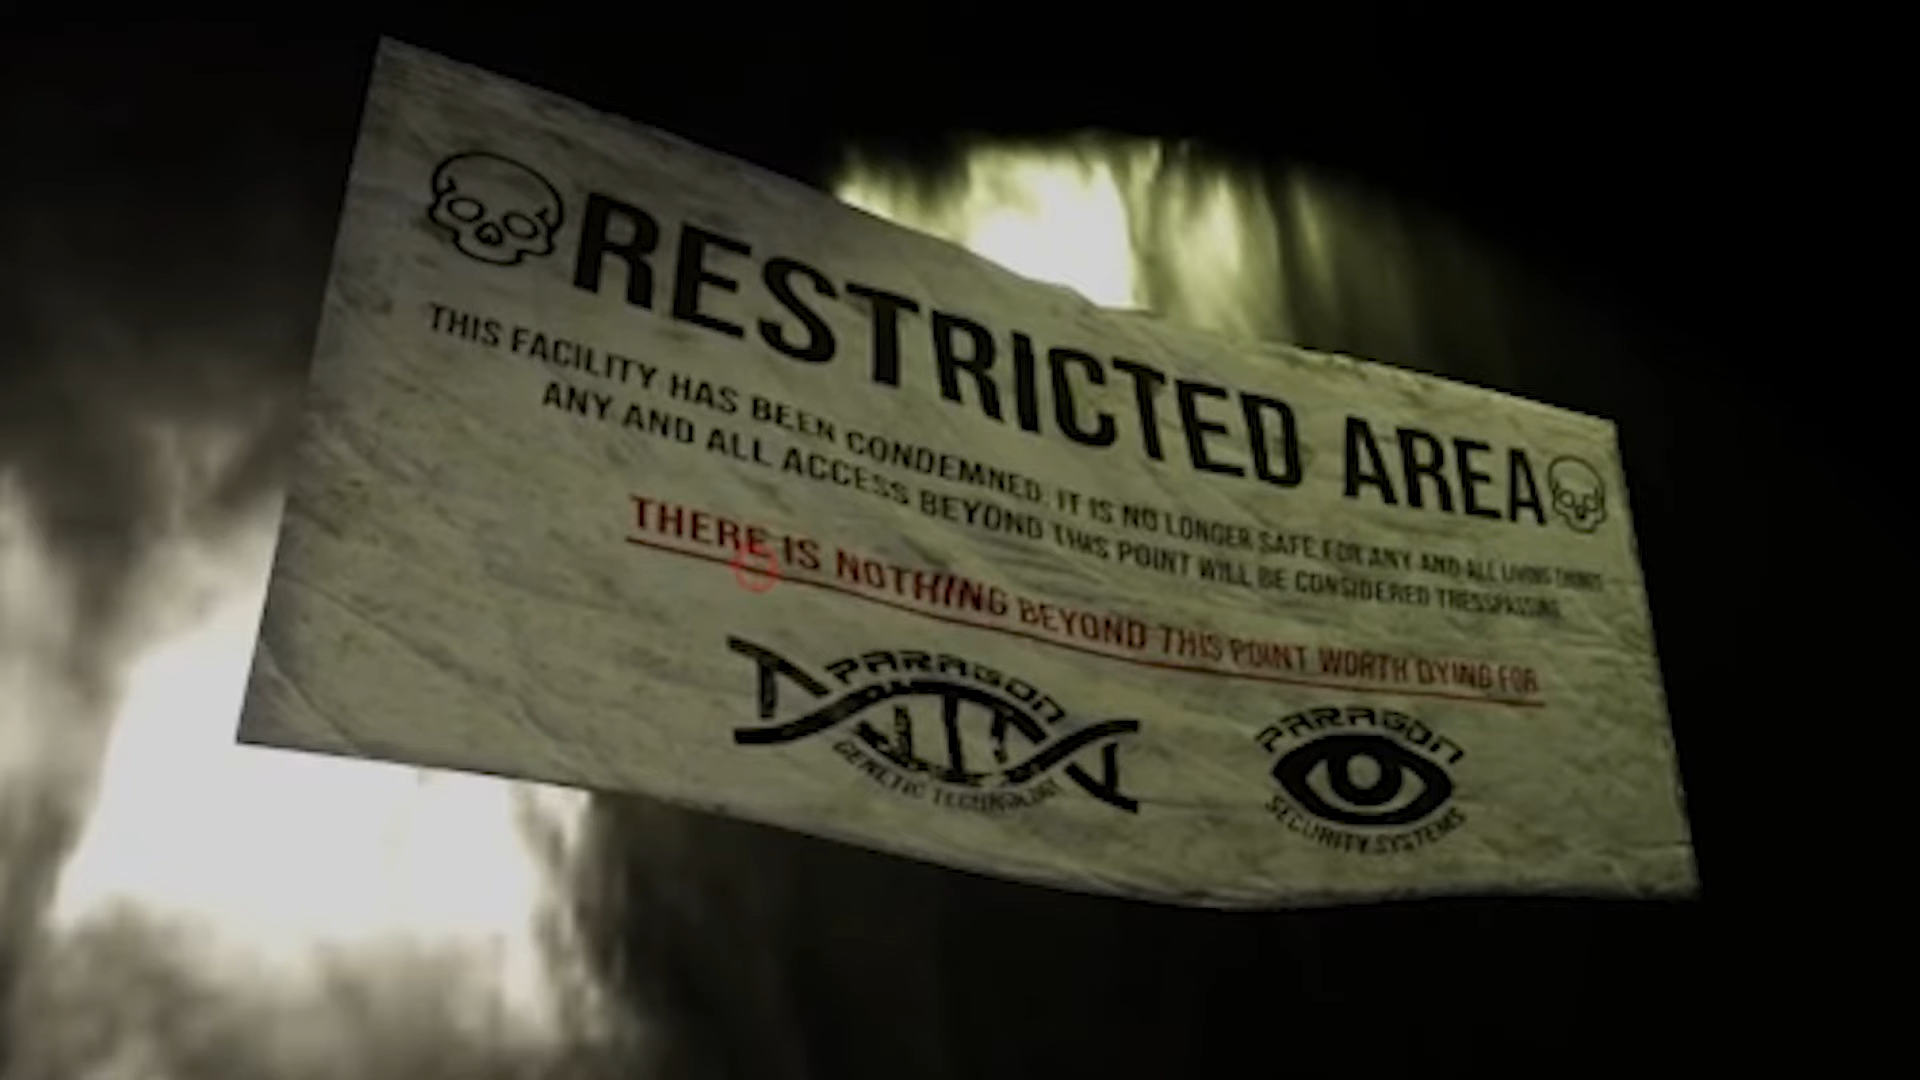 RESTRICTED AREA
THIS FACILITY HAS BEEN CONDEMNED. IT IS NO LONGER SAFE FOR ANY AND ALL LIVING THINGS
ANY AND ALL ACCESS BEYOND THIS POINT WILL BE CONSIDERED TRESSPASSING
THERE IS NOTHING BEYOND THIS POINT WORTH DYING FOR
PARAGON
GENETIC TECHNOLOGY
PARAGON
SECURITY SYSTEMS